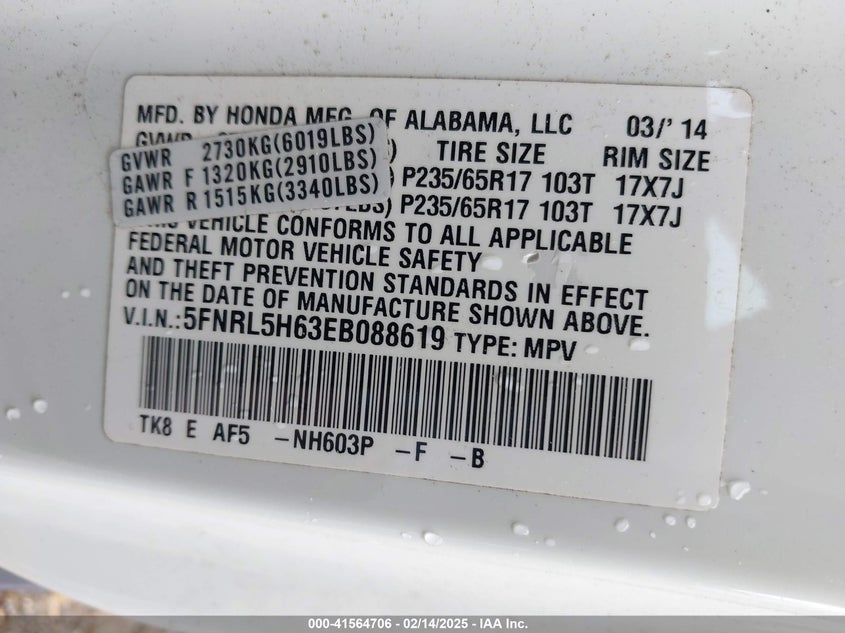 MFD. BY HONDA MFG. OF ALABAMA, LLC 03/' 14
GVWR TIRE SIZE RIM SIZE
GVWR 2730KG(6019LBS)
GAWR F 1320KG(2910LBS) P235/65R17 103T 17X7J
GAWR R 1515KG(3340LBS) LBS) P235/65R17 103T 17X7J
THIS VEHICLE CONFORMS TO ALL APPLICABLE
FEDERAL MOTOR VEHICLE SAFETY
AND THEFT PREVENTION STANDARDS IN EFFECT
ON THE DATE OF MANUFACTURE SHOWN ABOVE.
V.I.N.:5FNRL5H63EB088619 TYPE: MPV
TK8 E AF5 -NH603P -F -B
000-41564706 - 02/14/2025 - IAA Inc.